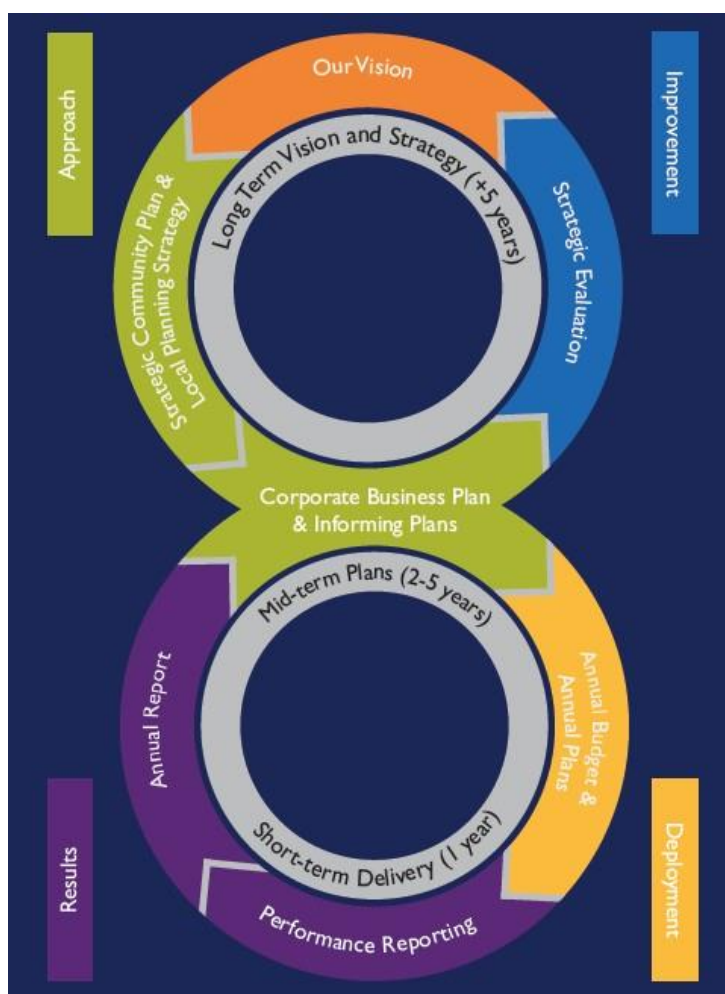 Approach
Our Vision
Improvement
Long Term Vision and Strategy (+5 years)
Strategic Community Plan &
Local Planning Strategy
Strategic Evaluation
Corporate Business Plan
& Informing Plans
Mid-term Plans (2-5 years)
Annual Report
Annual Budget &
Annual Plans
Short-term Delivery (1 year)
Performance Reporting
Results
Deployment